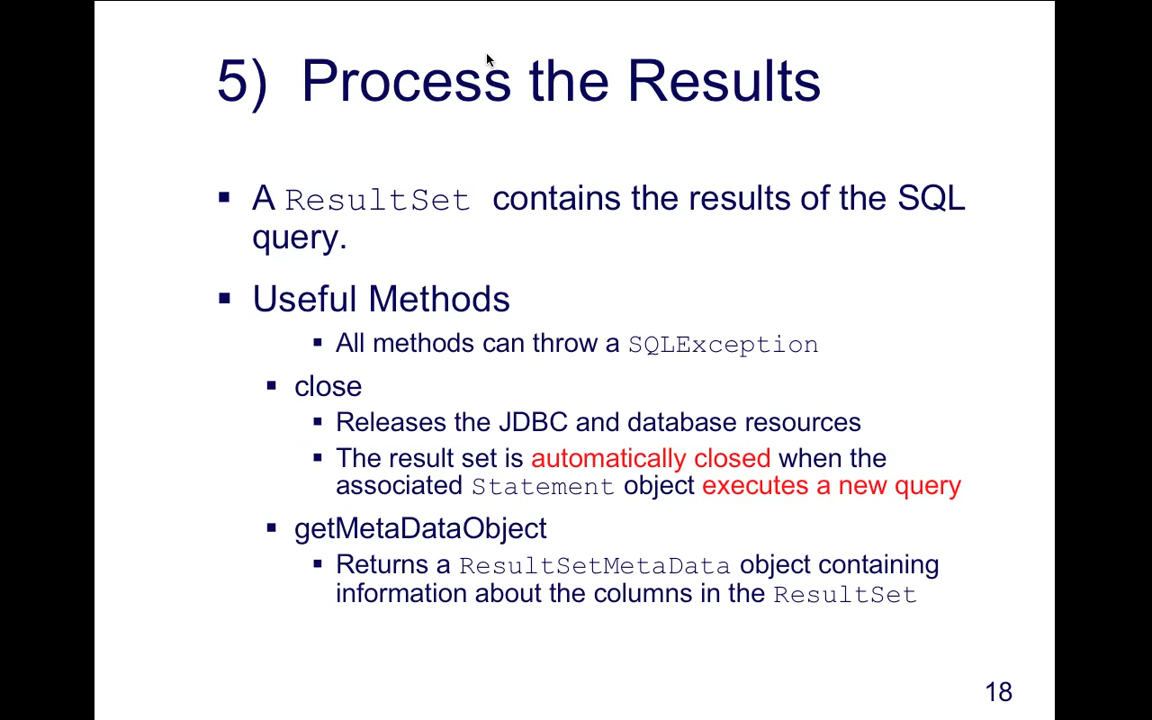 5) Process the Results
▪ A ResultSet contains the results of the SQL
query.
▪ Useful Methods
▪ All methods can throw a SQLException
▪ close
▪ Releases the JDBC and database resources
▪ The result set is automatically closed when the
associated Statement object executes a new query
▪ getMetaDataObject
▪ Returns a ResultSetMetaData object containing
information about the columns in the ResultSet
18